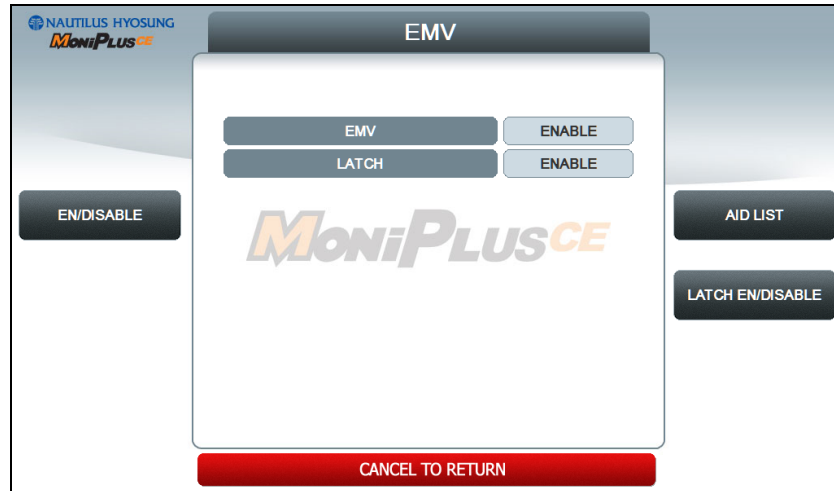 NAUTILUS HYOSUNG
MONiPLUSCE
EMV
EMV ENABLE
LATCH ENABLE
EN/DISABLE
MONiPLUSCE
AID LIST
LATCH EN/DISABLE
CANCEL TO RETURN